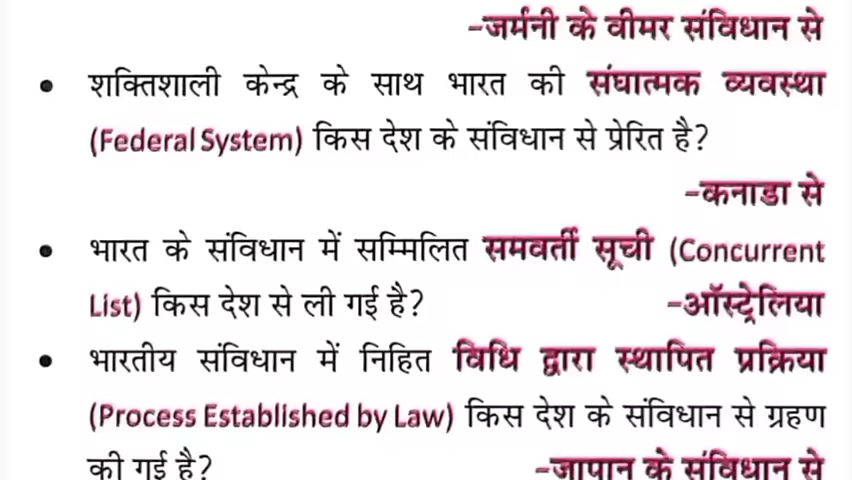 -जर्मनी के वीमर संविधान से
• शक्तिशाली केन्द्र के साथ भारत की संघात्मक व्यवस्था
(Federal System) किस देश के संविधान से प्रेरित है?
-कनाडा से
• भारत के संविधान में सम्मिलित समवर्ती सूची (Concurrent
List) किस देश से ली गई है? -ऑस्ट्रेलिया
• भारतीय संविधान में निहित विधि द्वारा स्थापित प्रक्रिया
(Process Established by Law) किस देश के संविधान से ग्रहण
की गई है? -जापान के संविधान से